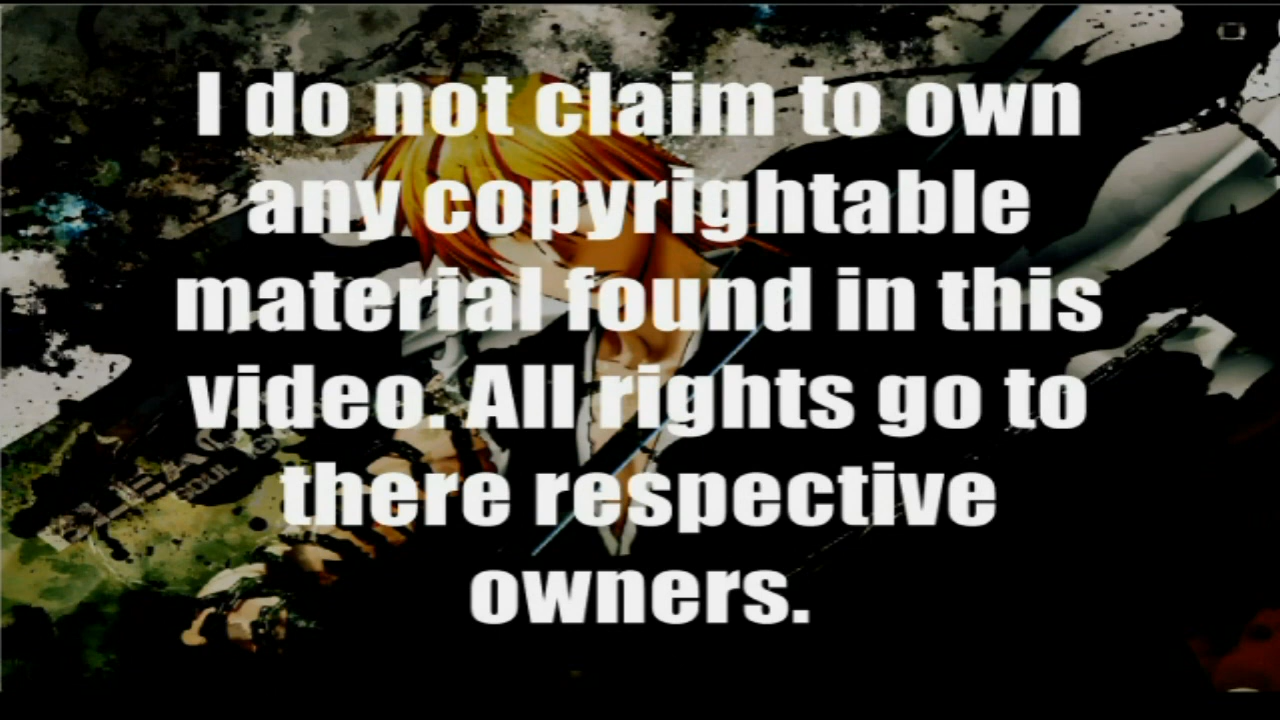 I do not claim to own
any copyrightable
material found in this
video. All rights go to
there respective
owners.